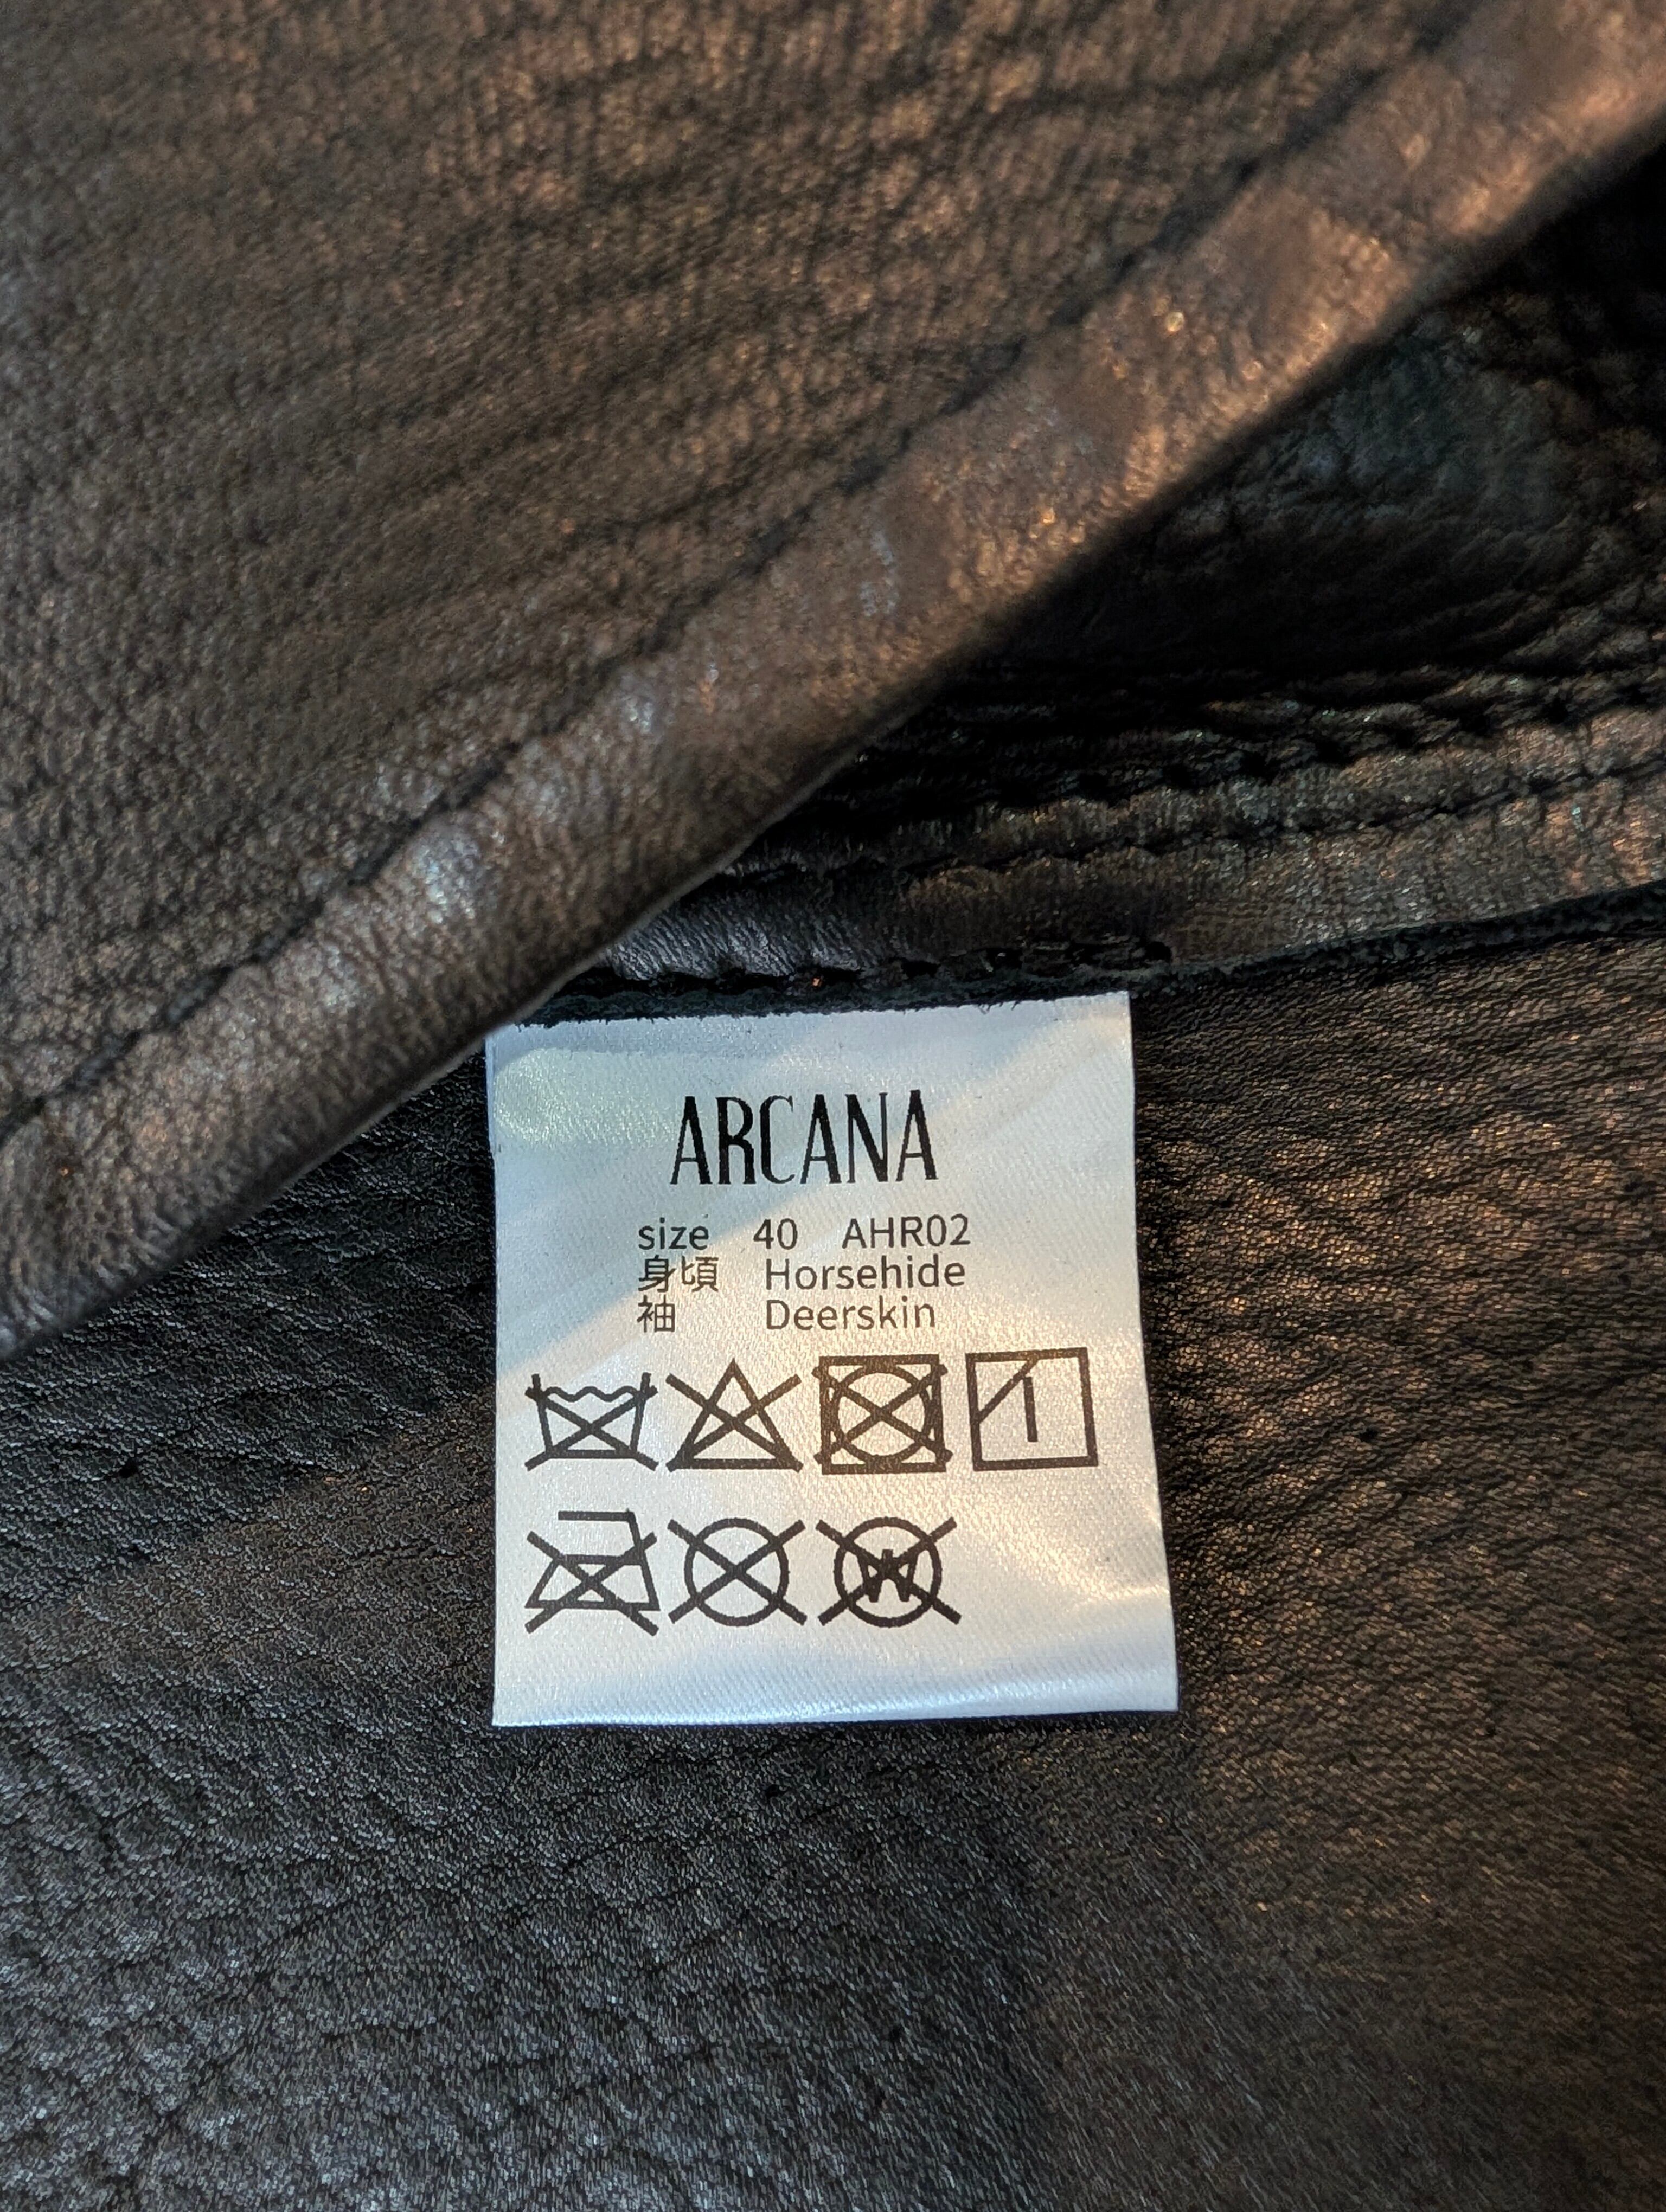 ARCANA
size 40 AHR02
身頃 Horsehide
袖 Deerskin
W